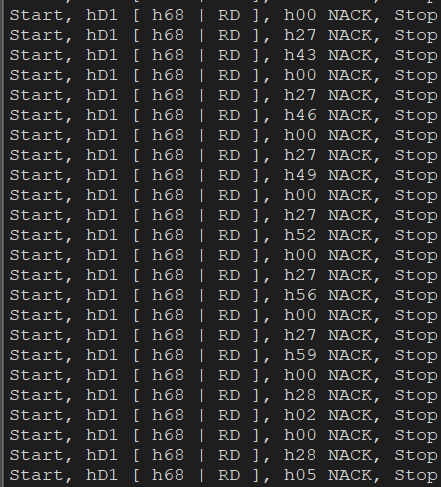 Start, hD1 [ h68 | RD ], h00 NACK, Stop
Start, hD1 [ h68 | RD ], h27 NACK, Stop
Start, hD1 [ h68 | RD ], h43 NACK, Stop
Start, hD1 [ h68 | RD ], h00 NACK, Stop
Start, hD1 [ h68 | RD ], h27 NACK, Stop
Start, hD1 [ h68 | RD ], h46 NACK, Stop
Start, hD1 [ h68 | RD ], h00 NACK, Stop
Start, hD1 [ h68 | RD ], h27 NACK, Stop
Start, hD1 [ h68 | RD ], h49 NACK, Stop
Start, hD1 [ h68 | RD ], h00 NACK, Stop
Start, hD1 [ h68 | RD ], h27 NACK, Stop
Start, hD1 [ h68 | RD ], h52 NACK, Stop
Start, hD1 [ h68 | RD ], h00 NACK, Stop
Start, hD1 [ h68 | RD ], h27 NACK, Stop
Start, hD1 [ h68 | RD ], h56 NACK, Stop
Start, hD1 [ h68 | RD ], h00 NACK, Stop
Start, hD1 [ h68 | RD ], h27 NACK, Stop
Start, hD1 [ h68 | RD ], h59 NACK, Stop
Start, hD1 [ h68 | RD ], h00 NACK, Stop
Start, hD1 [ h68 | RD ], h28 NACK, Stop
Start, hD1 [ h68 | RD ], h02 NACK, Stop
Start, hD1 [ h68 | RD ], h00 NACK, Stop
Start, hD1 [ h68 | RD ], h28 NACK, Stop
Start, hD1 [ h68 | RD ], h05 NACK, Stop